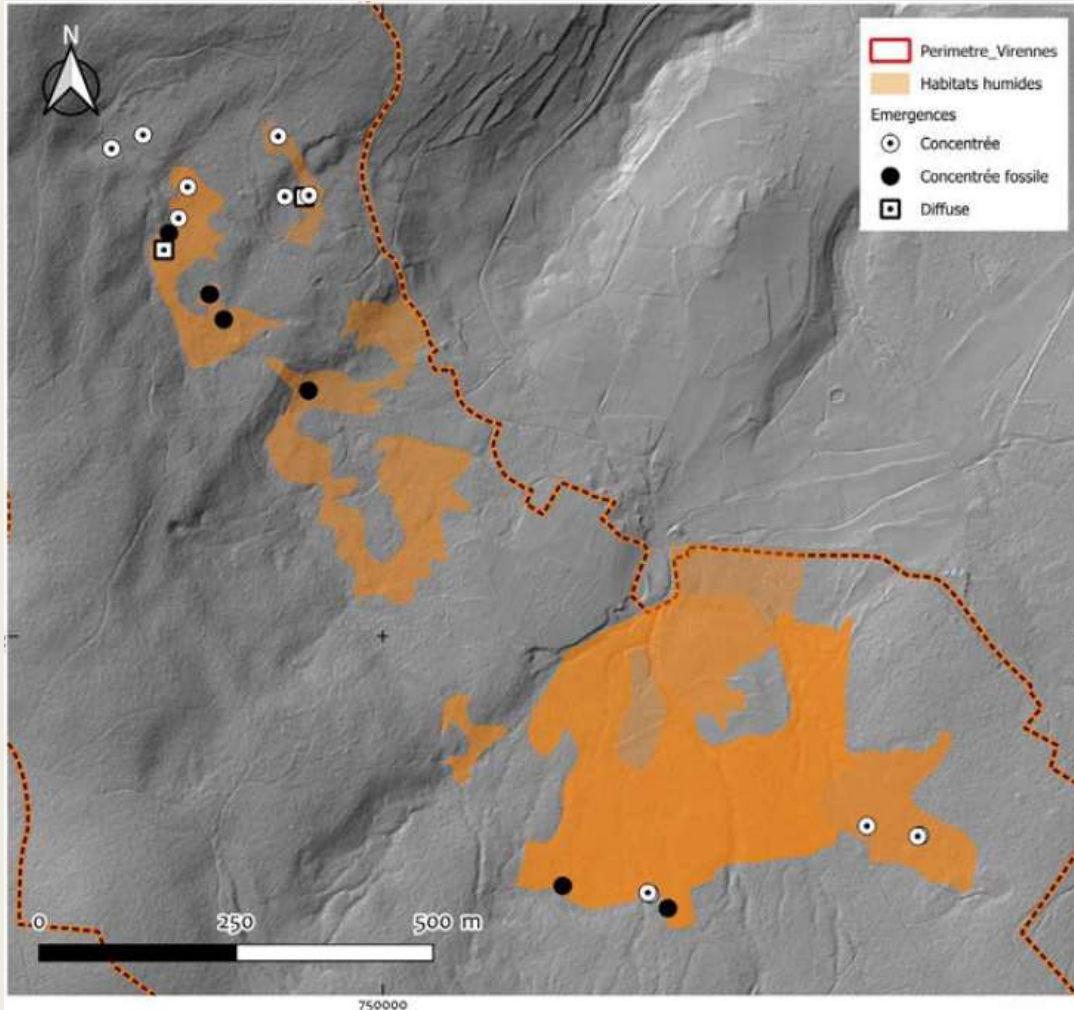 N
Perimetre_Virennes
Habitats humides
Emergences
Concentrée
Concentrée fossile
Diffuse
0 250 500 m
750000